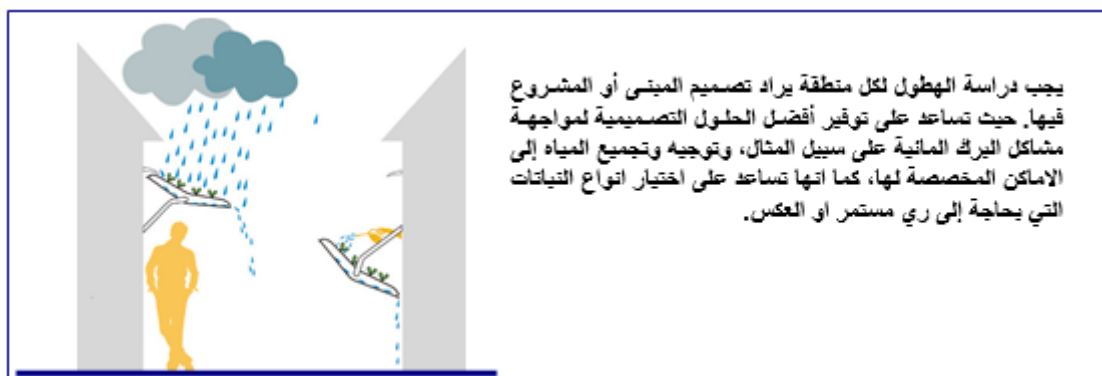 يجب دراسة الهطول لكل منطقة يراد تصميم المبنى أو المشروع
فيها. حيث تساعد على توفير أفضل الحلول التصميمية لمواجهة
مشاكل البرك المائية على سبيل المثال، وتوجيه وتجميع المياه إلى
الاماكن المخصصة لها، كما انها تساعد على اختيار انواع النباتات
التي بحاجة إلى ري مستمر او العكس.